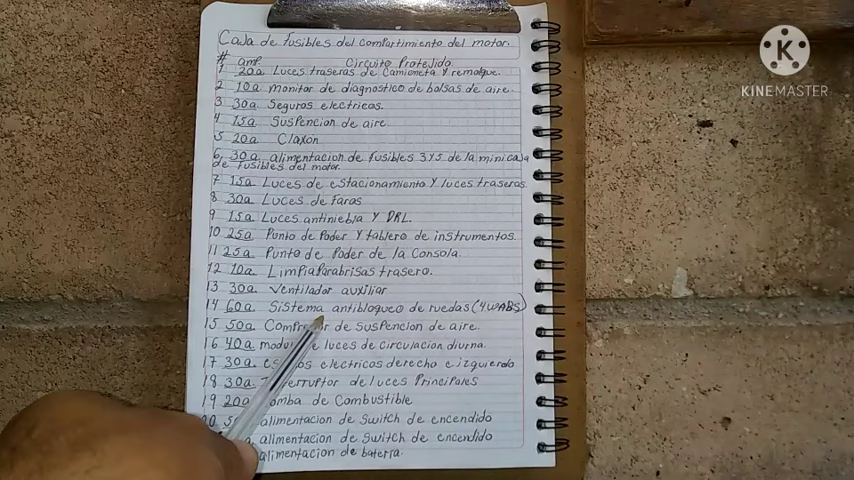 Caja de fusibles del compartimiento del motor.
# amp. Circuito Protejido
1 20a Luces traseras de camioneta y remolque.
2 10a monitor de diagnostico de bolsas de aire.
3 30a Seguros electricos.
4 15a Suspencion de aire
5 20a Claxon
6 30a alimentacion de fusibles 3 y 5 de la mini caja
de fusibles del motor.
7 15a Luces de estacionamiento y luces traseras
8 30a Luces de faros
9 15a Luces antiniebla y DRL.
10 25a Punto de Poder y tablero de instrumentos.
11 25a Punto de Poder de la Consola.
12 10a Limpiaparabrisas trasero.
13 30a Ventilador auxiliar
14 60a Sistema antibloqueo de ruedas (4wABS)
15 50a de suspencion de aire.
16 40a luces de circulacion diurna.
17 30a electricos derecho e izquierdo
18 30a de luces Principales
19 20a de Combustible
alimentacion de switch de encendido
alimentacion de switch de encendido
alimentacion de bateria.
KINEMASTER